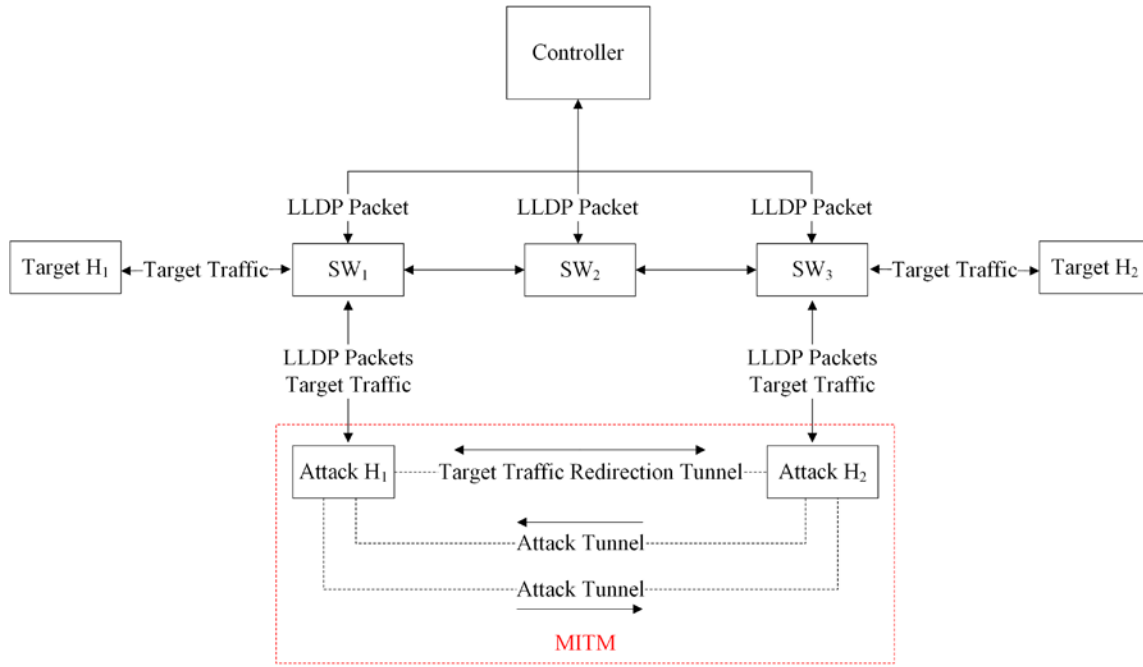 Controller
LLDP Packet
LLDP Packet
LLDP Packet
Target H₁
Target Traffic
SW₁
SW₂
SW₃
Target Traffic
Target H₂
LLDP Packets
Target Traffic
LLDP Packets
Target Traffic
Attack H₁
Target Traffic Redirection Tunnel
Attack H₂
Attack Tunnel
Attack Tunnel
MITM